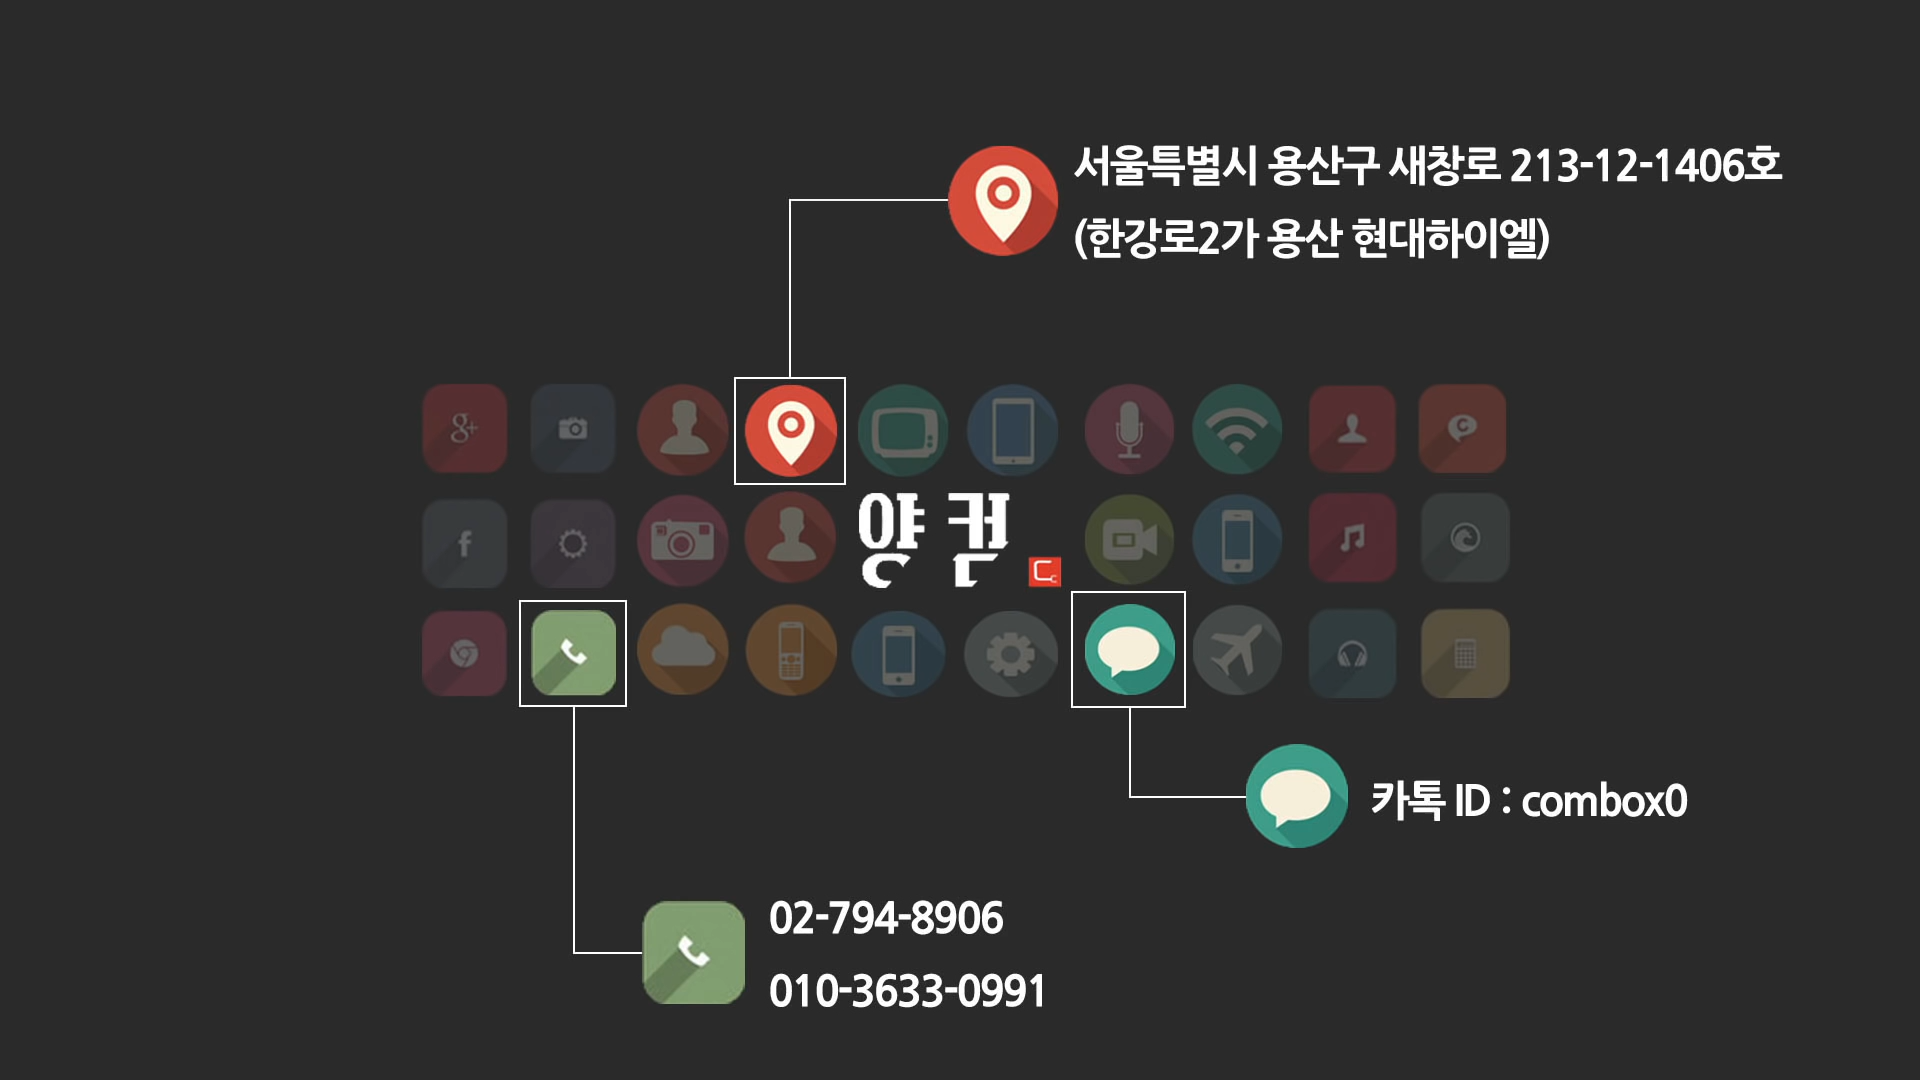 서울특별시 용산구 새창로 213-12-1406호
(한강로2가 용산 현대하이엘)
양컴
카톡 ID : combox0
02-794-8906
010-3633-0991